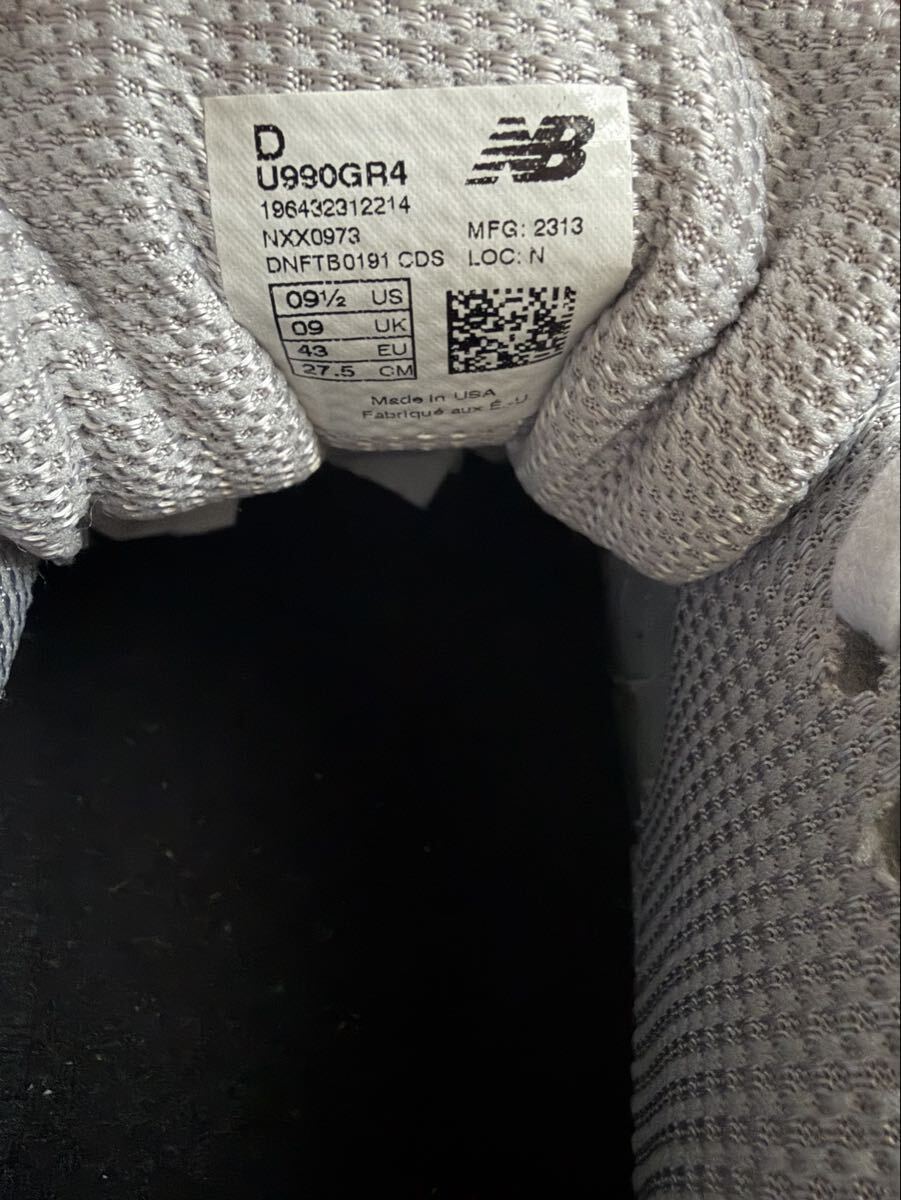 D
NB
U990GR4
196432312214
NXX0973
MFG: 2313
DNFTB0191 CDS
LOC: N
09½ US
09 UK
43 EU
27.5 CM
Made in USA
Fabriqué aux É.-U